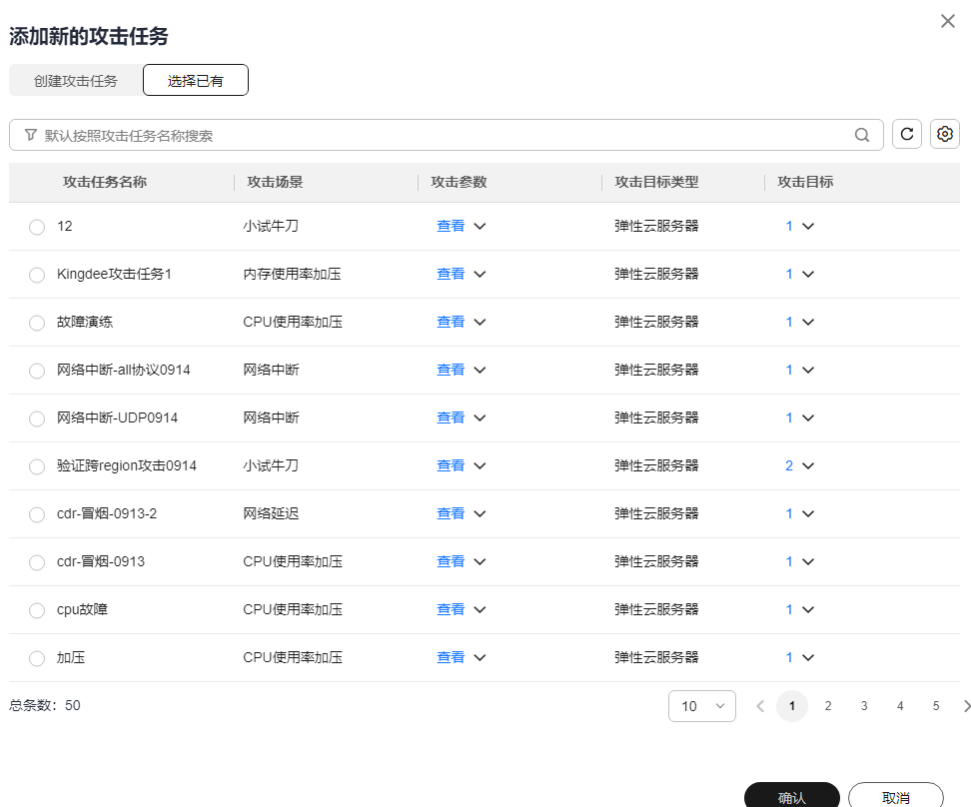 添加新的攻击任务
创建攻击任务 选择已有
默认按照攻击任务名称搜索
攻击任务名称 攻击场景 攻击参数 攻击目标类型 攻击目标
12 小试牛刀 查看 弹性云服务器 1
Kingdee攻击任务1 内存使用率加压 查看 弹性云服务器 1
故障演练 CPU使用率加压 查看 弹性云服务器 1
网络中断-all协议0914 网络中断 查看 弹性云服务器 1
网络中断-UDP0914 网络中断 查看 弹性云服务器 1
验证跨region攻击0914 小试牛刀 查看 弹性云服务器 2
cdr-冒烟-0913-2 网络延迟 查看 弹性云服务器 1
cdr-冒烟-0913 CPU使用率加压 查看 弹性云服务器 1
cpu故障 CPU使用率加压 查看 弹性云服务器 1
加压 CPU使用率加压 查看 弹性云服务器 1
总条数：50 10 1 2 3 4 5
确认 取消